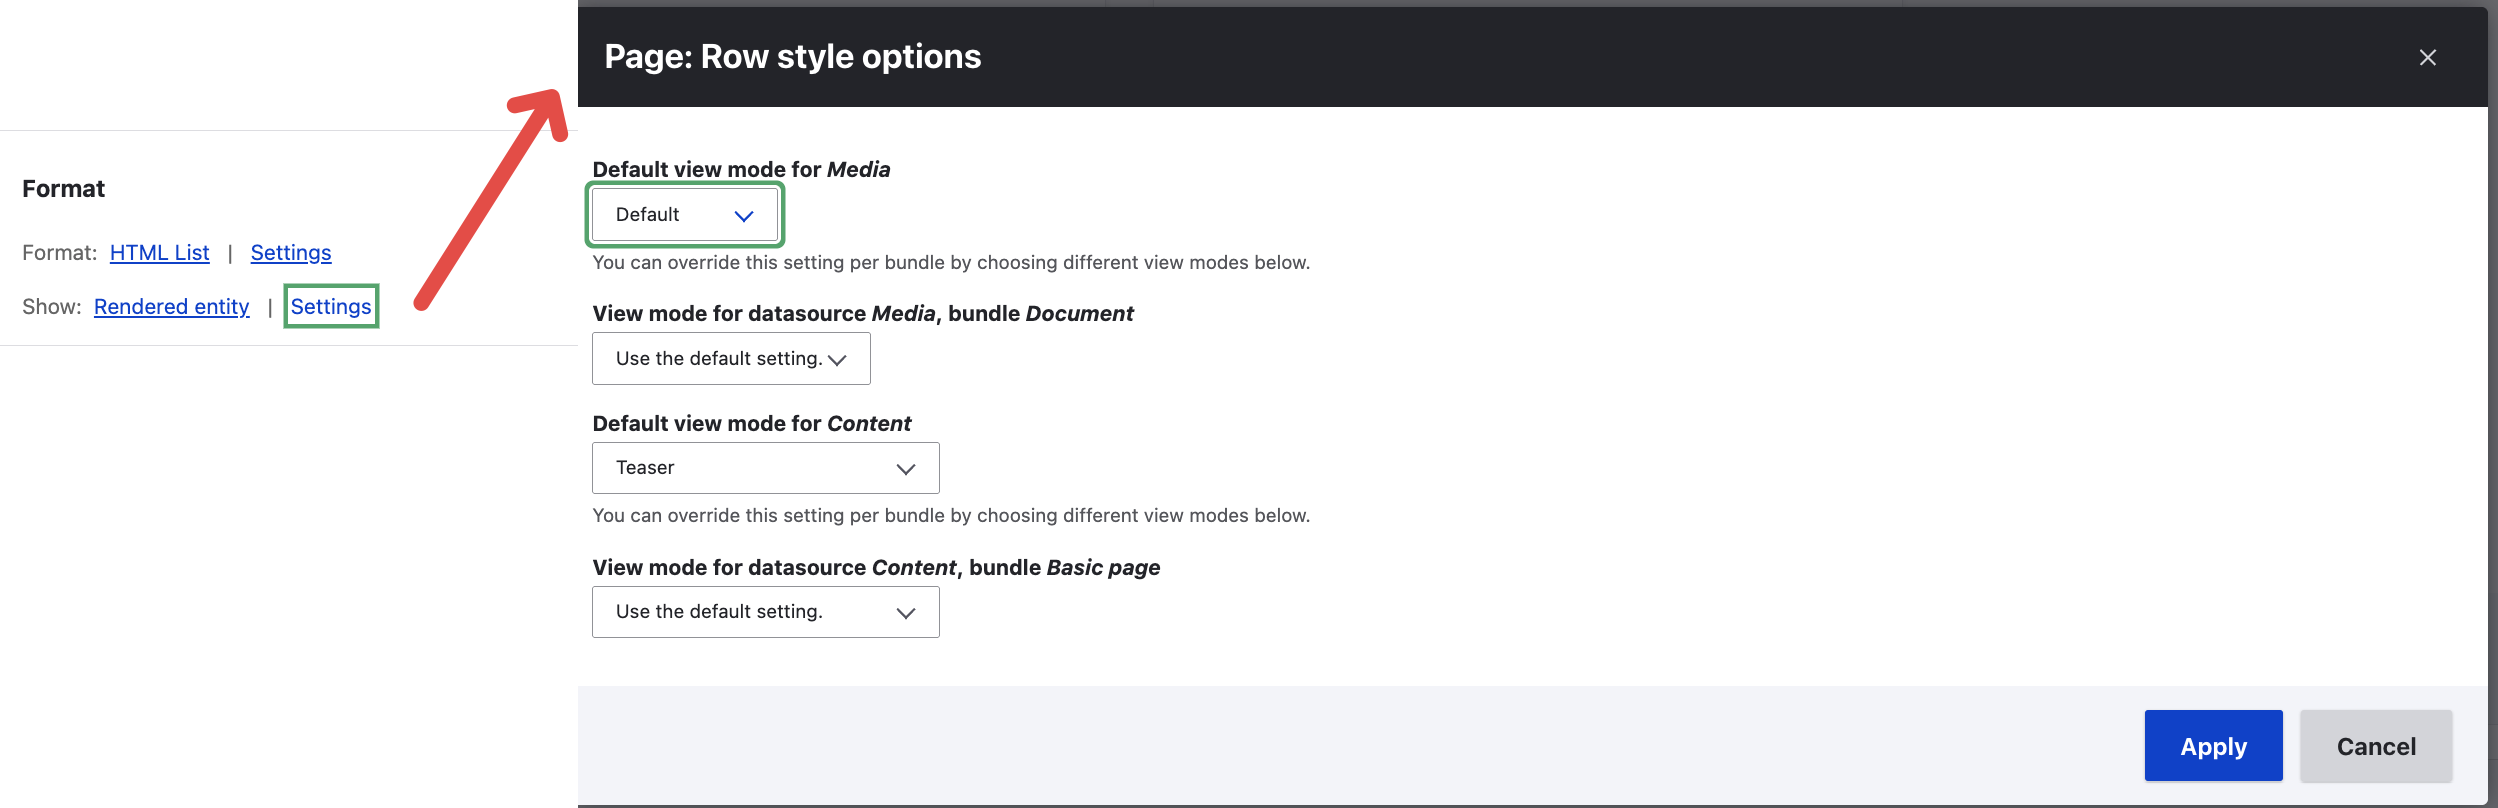 Format
Format: HTML List | Settings
Show: Rendered entity | Settings
Page: Row style options
Default view mode for Media
Default
You can override this setting per bundle by choosing different view modes below.
View mode for datasource Media, bundle Document
Use the default setting.
Default view mode for Content
Teaser
You can override this setting per bundle by choosing different view modes below.
View mode for datasource Content, bundle Basic page
Use the default setting.
Apply Cancel